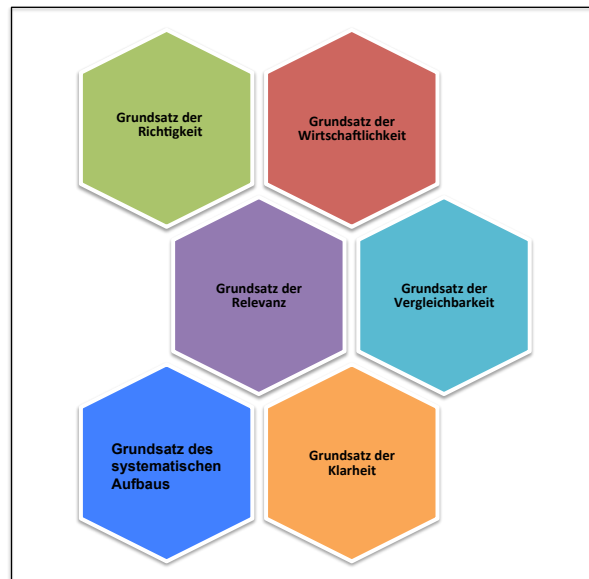 Grundsatz der
Richtigkeit
Grundsatz der
Wirtschaftlichkeit
Grundsatz der
Relevanz
Grundsatz der
Vergleichbarkeit
Grundsatz des
systematischen
Aufbaus
Grundsatz der
Klarheit